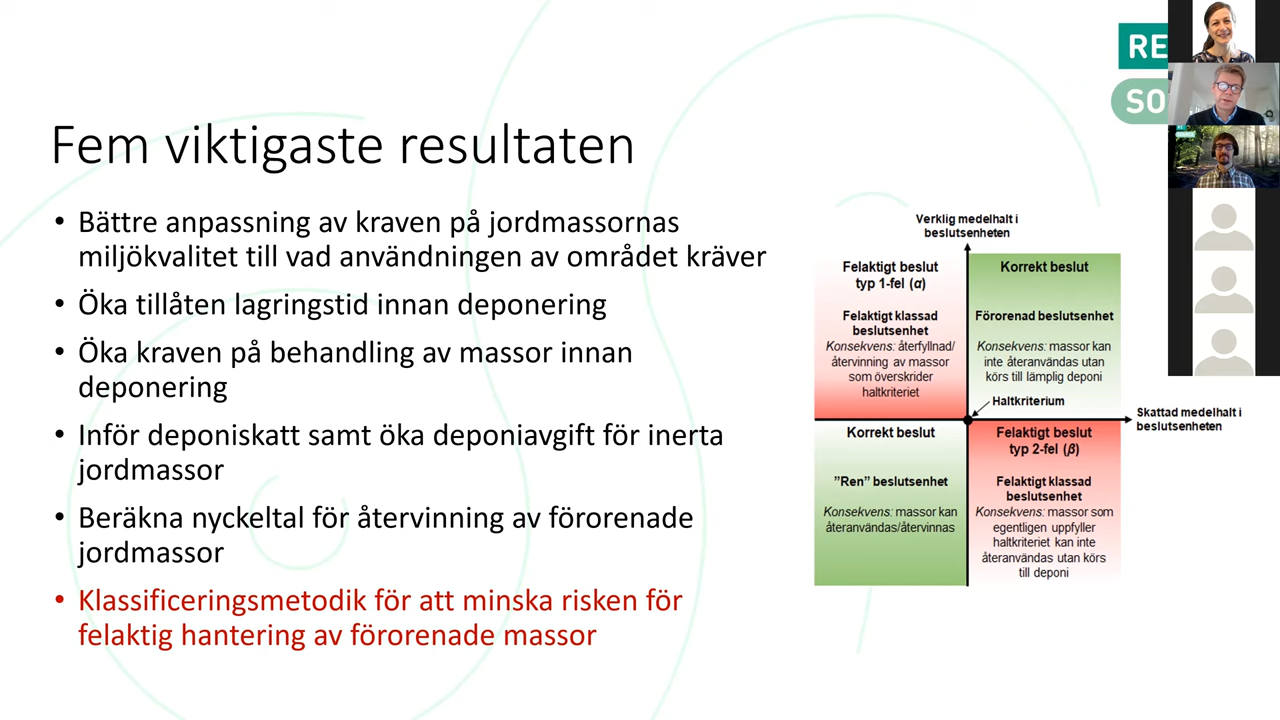 RE
SO
Fem viktigaste resultaten
• Bättre anpassning av kraven på jordmassornas
miljökvalitet till vad användningen av området kräver
• Öka tillåten lagringstid innan deponering
• Öka kraven på behandling av massor innan
deponering
• Inför deponiskatt samt öka deponiavgift för inerta
jordmassor
• Beräkna nyckeltal för återvinning av förorenade
jordmassor
• Klassificeringsmetodik för att minska risken för
felaktig hantering av förorenade massor
Verklig medelhalt i
beslutsenheten
Felaktigt beslut
typ 1-fel (α)
Felaktigt klassad
beslutsenhet
Konsekvens: återfyllnad/
återvinning av massor
som överskrider
haltkriteriet
Korrekt beslut
Förorenad beslutsenhet
Konsekvens: massor kan
inte återanvändas utan
körs till lämplig deponi
Haltkriterium
Skattad medelhalt i
beslutsenheten
Korrekt beslut
”Ren” beslutsenhet
Konsekvens: massor kan
återanvändas/återvinnas
Felaktigt beslut
typ 2-fel (β)
Felaktigt klassad
beslutsenhet
Konsekvens: massor som
egentligen uppfyller
haltkriteriet kan inte
återanvändas utan körs
till deponi